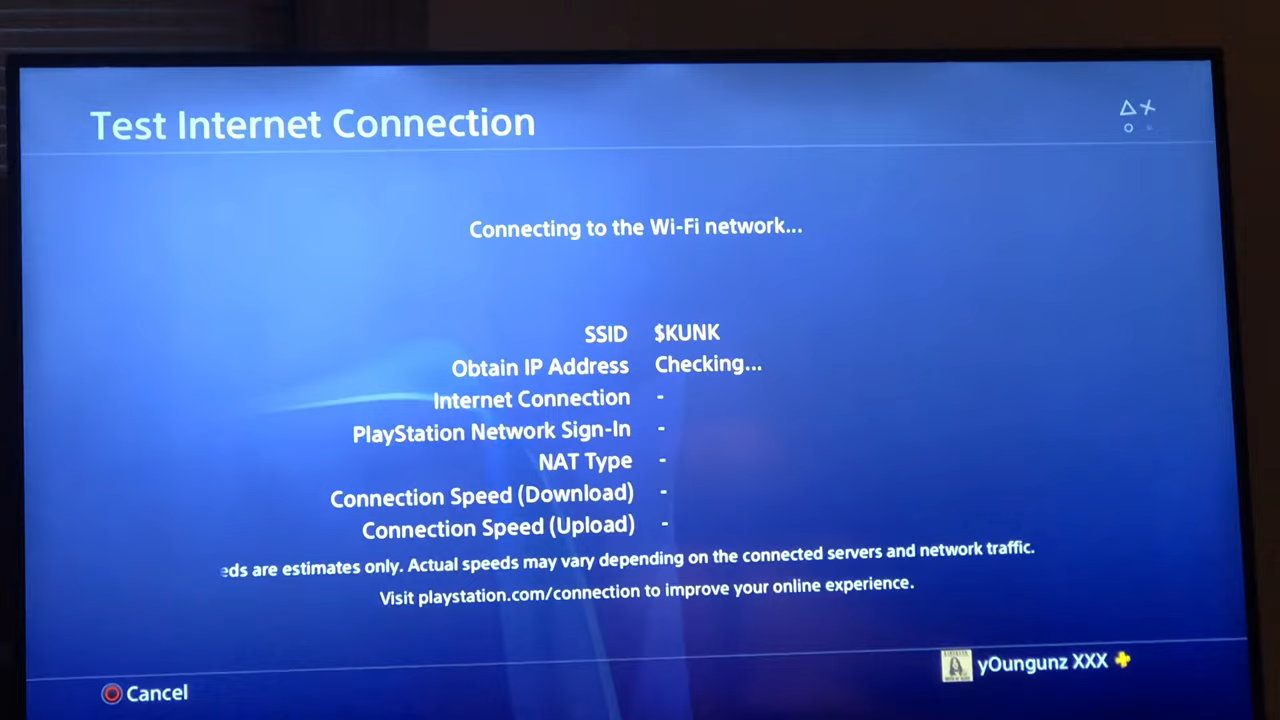 Test Internet Connection
Connecting to the Wi-Fi network...
SSID $KUNK
Obtain IP Address Checking...
Internet Connection -
PlayStation Network Sign-In -
NAT Type -
Connection Speed (Download) -
Connection Speed (Upload) -
eds are estimates only. Actual speeds may vary depending on the connected servers and network traffic.
Visit playstation.com/connection to improve your online experience.
yOungunz XXX
Cancel